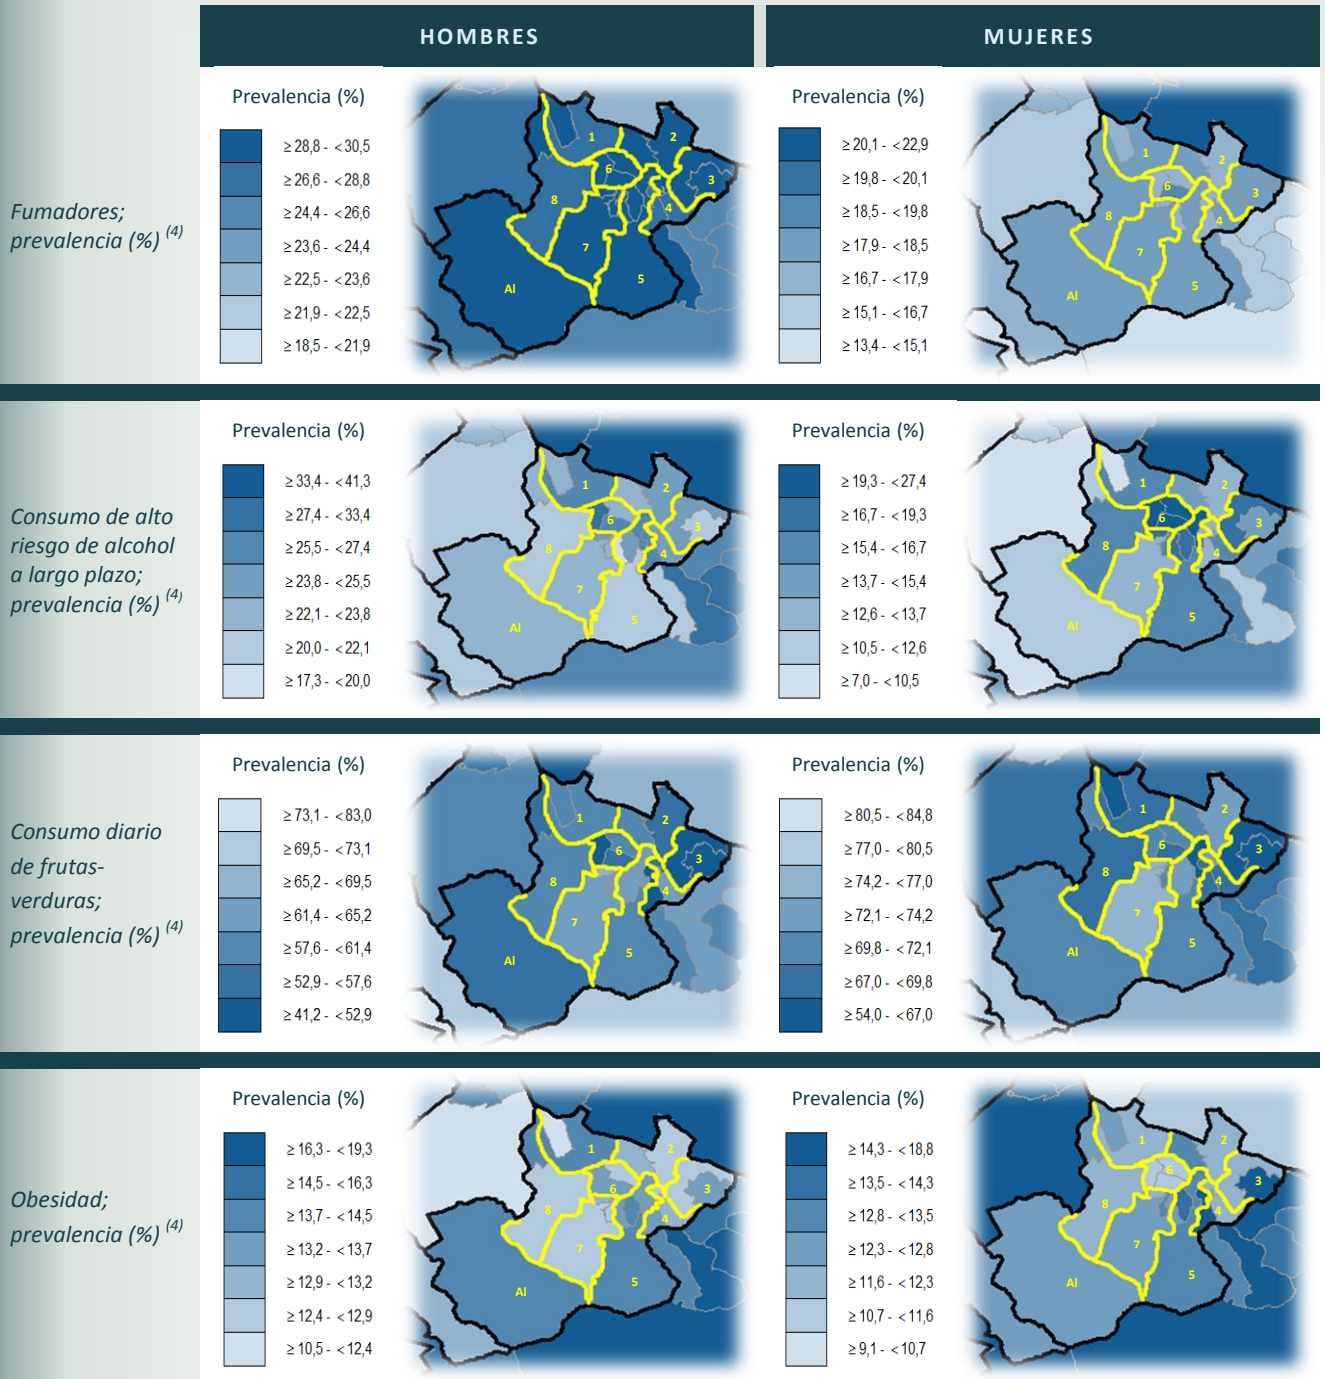 HOMBRES
MUJERES
Fumadores;
prevalencia (%) (4)
Prevalencia (%)
≥ 28,8 - < 30,5
≥ 26,6 - < 28,8
≥ 24,4 - < 26,6
≥ 23,6 - < 24,4
≥ 22,5 - < 23,6
≥ 21,9 - < 22,5
≥ 18,5 - < 21,9
1
2
3
4
5
6
7
8
Al
Prevalencia (%)
≥ 20,1 - < 22,9
≥ 19,8 - < 20,1
≥ 18,5 - < 19,8
≥ 17,9 - < 18,5
≥ 16,7 - < 17,9
≥ 15,1 - < 16,7
≥ 13,4 - < 15,1
1
2
3
4
5
6
7
8
Al
Consumo de alto
riesgo de alcohol
a largo plazo;
prevalencia (%) (4)
Prevalencia (%)
≥ 33,4 - < 41,3
≥ 27,4 - < 33,4
≥ 25,5 - < 27,4
≥ 23,8 - < 25,5
≥ 22,1 - < 23,8
≥ 20,0 - < 22,1
≥ 17,3 - < 20,0
1
2
3
4
5
6
7
8
Al
Prevalencia (%)
≥ 19,3 - < 27,4
≥ 16,7 - < 19,3
≥ 15,4 - < 16,7
≥ 13,7 - < 15,4
≥ 12,6 - < 13,7
≥ 10,5 - < 12,6
≥ 7,0 - < 10,5
1
2
3
4
5
6
7
8
Al
Consumo diario
de frutas-
verduras;
prevalencia (%) (4)
Prevalencia (%)
≥ 73,1 - < 83,0
≥ 69,5 - < 73,1
≥ 65,2 - < 69,5
≥ 61,4 - < 65,2
≥ 57,6 - < 61,4
≥ 52,9 - < 57,6
≥ 41,2 - < 52,9
1
2
3
4
5
6
7
8
Al
Prevalencia (%)
≥ 80,5 - < 84,8
≥ 77,0 - < 80,5
≥ 74,2 - < 77,0
≥ 72,1 - < 74,2
≥ 69,8 - < 72,1
≥ 67,0 - < 69,8
≥ 54,0 - < 67,0
1
2
3
4
5
6
7
8
Al
Obesidad;
prevalencia (%) (4)
Prevalencia (%)
≥ 16,3 - < 19,3
≥ 14,5 - < 16,3
≥ 13,7 - < 14,5
≥ 13,2 - < 13,7
≥ 12,9 - < 13,2
≥ 12,4 - < 12,9
≥ 10,5 - < 12,4
1
2
3
4
5
6
7
8
Al
Prevalencia (%)
≥ 14,3 - < 18,8
≥ 13,5 - < 14,3
≥ 12,8 - < 13,5
≥ 12,3 - < 12,8
≥ 11,6 - < 12,3
≥ 10,7 - < 11,6
≥ 9,1 - < 10,7
1
2
3
4
5
6
7
8
Al